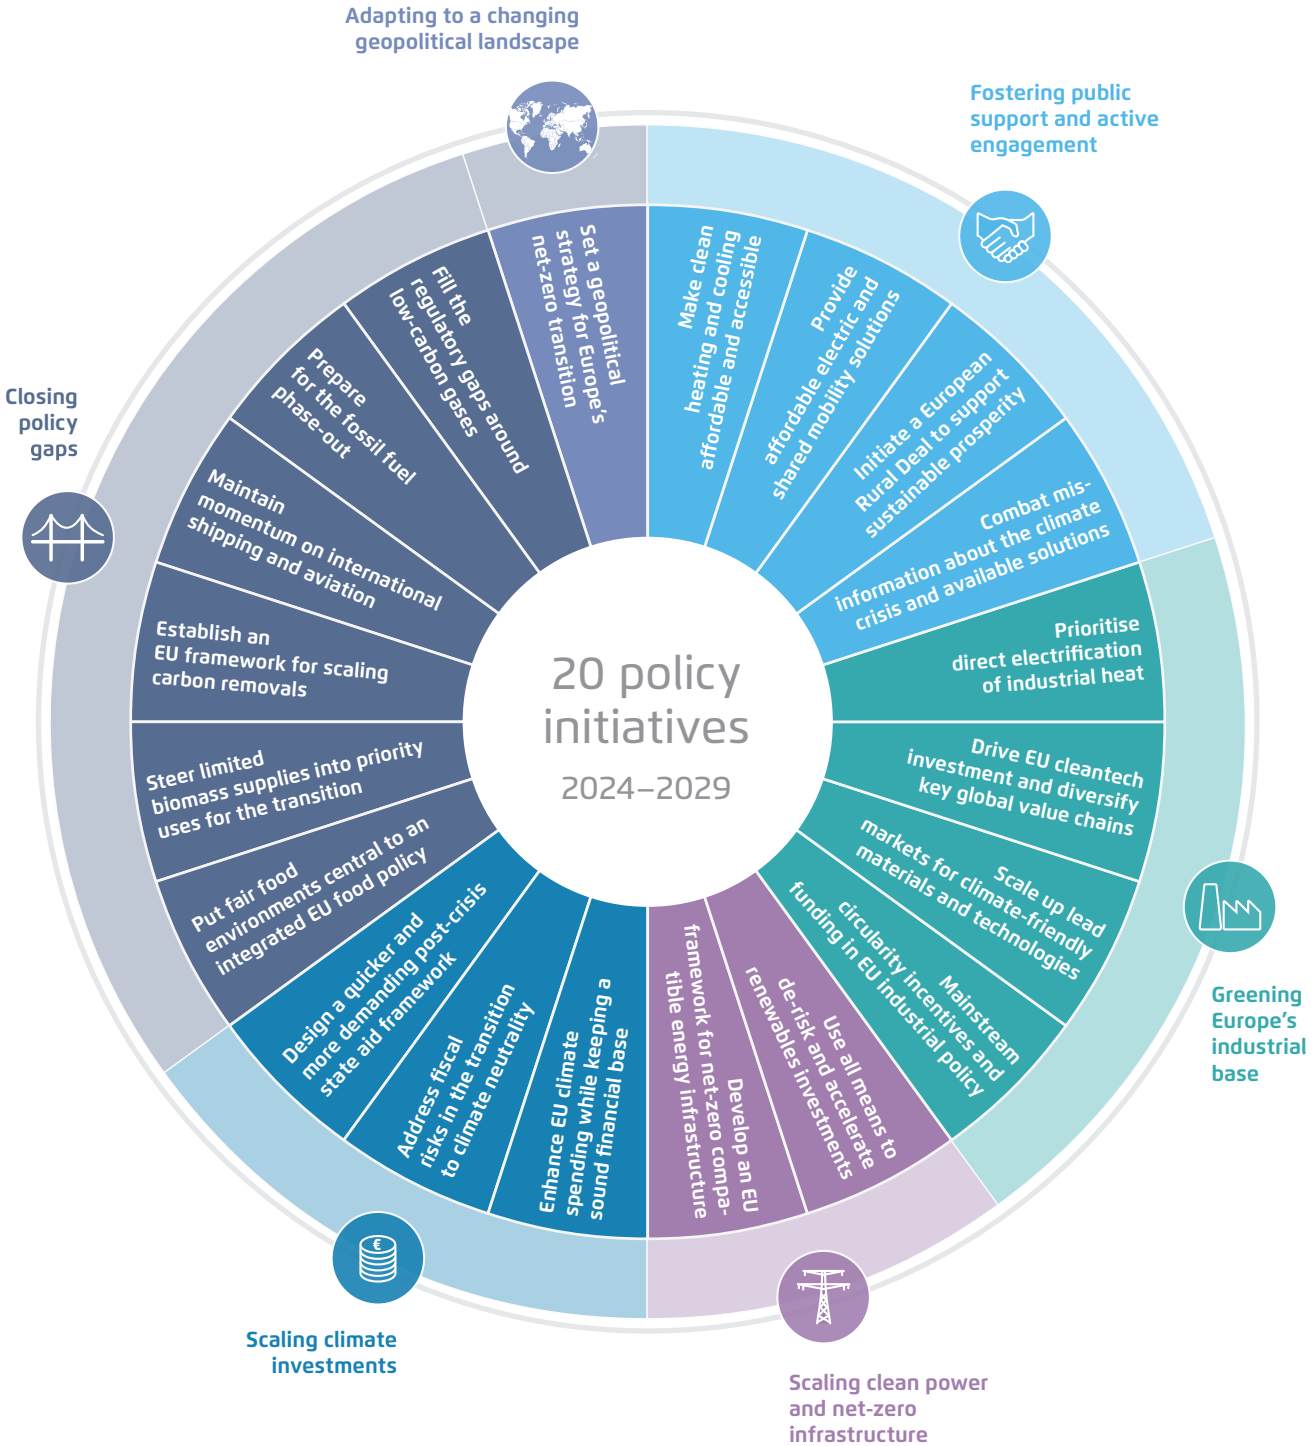 Adapting to a changing
geopolitical landscape
Fostering public
support and active
engagement
Closing
policy
gaps
Greening
Europe's
industrial
base
Scaling climate
investments
Scaling clean power
and net-zero
infrastructure
20 policy
initiatives
2024–2029
Make clean
heating and cooling
affordable and accessible
Provide
affordable electric and
shared mobility solutions
Initiate a European
Rural Deal to support
sustainable prosperity
Combat mis-
information about the climate
crisis and available solutions
Prioritise
direct electrification
of industrial heat
Drive EU cleantech
investment and diversify
key global value chains
Scale up lead
markets for climate-friendly
materials and technologies
Mainstream
circularity incentives and
funding in EU industrial policy
Use all means to
de-risk and accelerate
renewables investments
Develop an EU
framework for net-zero compa-
tible energy infrastructure
Enhance EU climate
spending while keeping a
sound financial base
Address fiscal
risks in the transition
to climate neutrality
Design a quicker and
more demanding post-crisis
state aid framework
Put fair food
environments central to an
integrated EU food policy
Steer limited
biomass supplies into priority
uses for the transition
Establish an
EU framework for scaling
carbon removals
Maintain
momentum on international
shipping and aviation
Prepare
for the fossil fuel
phase-out
Fill the
regulatory gaps around
low-carbon gases
Set a geopolitical
strategy for Europe's
net-zero transition
€